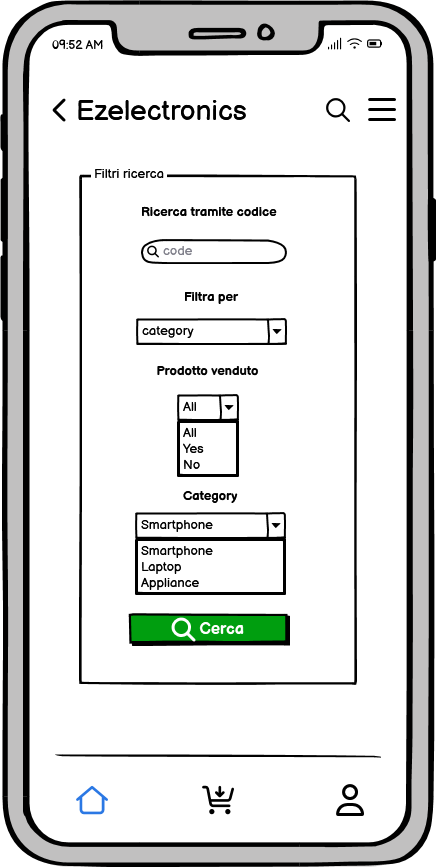 09:52 AM
Ezelectronics
Filtri ricerca
Ricerca tramite codice
code
Filtra per
category
Prodotto venduto
All
All
Yes
No
Category
Smartphone
Smartphone
Laptop
Appliance
Cerca